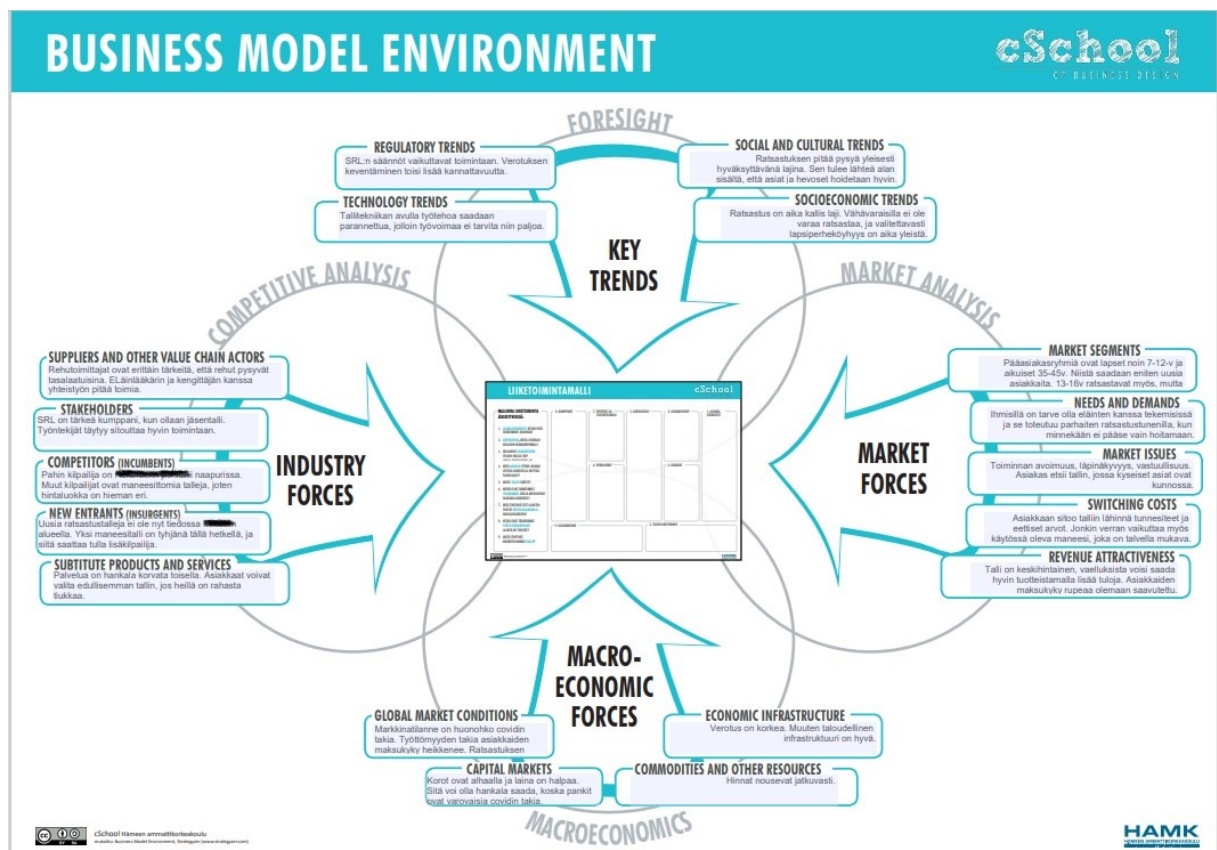 BUSINESS MODEL ENVIRONMENT
cSchool
BY BUSINESS DESIGN
FORESIGHT
REGULATORY TRENDS
SRL:n säännöt vaikuttavat toimintaan. Verotuksen
keventäminen toisi lisää kannattavuutta.
TECHNOLOGY TRENDS
Tallitekniikan avulla työtehoa saadaan
parannettua, jolloin työvoimaa ei tarvita niin paljoa.
SOCIAL AND CULTURAL TRENDS
Ratsastuksen pitää pysyä yleisesti
hyväksyttävänä lajina. Sen tulee lähteä alan
sisältä, että asiat ja hevoset hoidetaan hyvin.
SOCIOECONOMIC TRENDS
Ratsastus on aika kallis laji. Vähävaraisilla ei ole
varaa ratsastaa, ja valitettavasti
lapsiperheköyhyys on aika yleistä.
KEY
TRENDS
COMPETITIVE ANALYSIS
MARKET ANALYSIS
SUPPLIERS AND OTHER VALUE CHAIN ACTORS
Rehutoimittajat ovat erittäin tärkeitä, että rehut pysyvät
tasalaatuisina. ELäinlääkärin ja kengittäjän kanssa
yhteistyön pitää toimia.
STAKEHOLDERS
SRL on tärkeä kumppani, kun ollaan jäsentalli.
Työntekijät täytyy sitouttaa hyvin toimintaan.
COMPETITORS (INCUMBENTS)
Pahin kilpailija on naapurissa.
Muut kilpailijat ovat maneesittomia talleja, joten
hintaluokka on hieman eri.
NEW ENTRANTS (INSURGENTS)
Uusia ratsastustalleja ei ole nyt tiedossa
alueella. Yksi maneesitalli on tyhjänä tällä hetkellä, ja
siitä saattaa tulla lisäkilpailija.
SUBTITUTE PRODUCTS AND SERVICES
Palvelua on hankala korvata toisella. Asiakkaat voivat
valita edullisemman tallin, jos heillä on rahasta
tiukkaa.
INDUSTRY
FORCES
LIIKETOIMINTAMALLI
cSchool
MARKET
FORCES
MARKET SEGMENTS
Pääasiakasryhmiä ovat lapset noin 7-12-v ja
aikuiset 35-45v. Niistä saadaan eniten uusia
asiakkaita. 13-16v ratsastavat myös, mutta
NEEDS AND DEMANDS
Ihmisillä on tarve olla eläinten kanssa tekemisissä
ja se toteutuu parhaiten ratsastustunenilla, kun
minnekään ei pääse vain hoitamaan.
MARKET ISSUES
Toiminnan avoimuus, läpinäkyvyys, vastuullisuus.
Asiakas etsii tallin, jossa kyseiset asiat ovat
kunnossa.
SWITCHING COSTS
Asiakkaan sitoo talliin lähinnä tunnesiteet ja
eettiset arvot. Jonkin verran vaikuttaa myös
käytössä oleva maneesi, joka on talvella mukava.
REVENUE ATTRACTIVENESS
Talli on keskihintainen, vaelluksista voisi saada
hyvin tuotteistamalla lisää tuloja. Asiakkaiden
maksukyky rupeaa olemaan saavutettu.
MACRO-
ECONOMIC
FORCES
GLOBAL MARKET CONDITIONS
Markkinatilanne on huonohko covidin
takia. Työttömyyden takia asiakkaiden
maksukyky heikkenee. Ratsastuksen
CAPITAL MARKETS
Korot ovat alhaalla ja laina on halpaa.
Sitä voi olla hankala saada, koska pankit
ovat varovaisia covidin takia.
ECONOMIC INFRASTRUCTURE
Verotus on korkea. Muuten taloudellinen
infrastruktuuri on hyvä.
COMMODITIES AND OTHER RESOURCES
Hinnat nousevat jatkuvasti.
MACROECONOMICS
cSchool Hämeen ammattikorkeakoulu
HAMK
HÄMEEN AMMATTIKORKEAKOULU